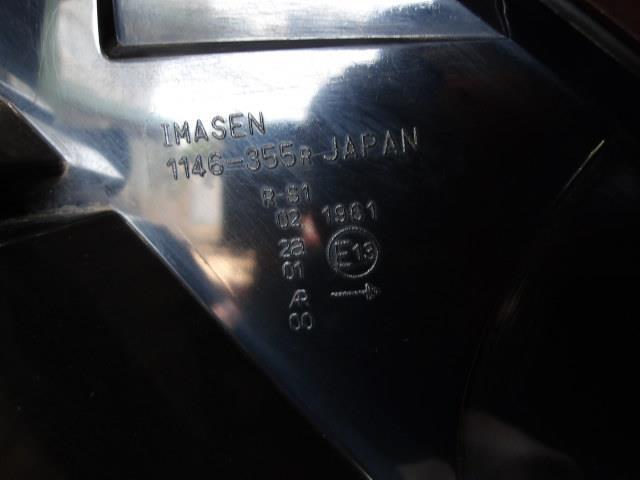 IMASEN
1146-355R JAPAN
R-S1
02 1961
2a
01 E13
AR
00